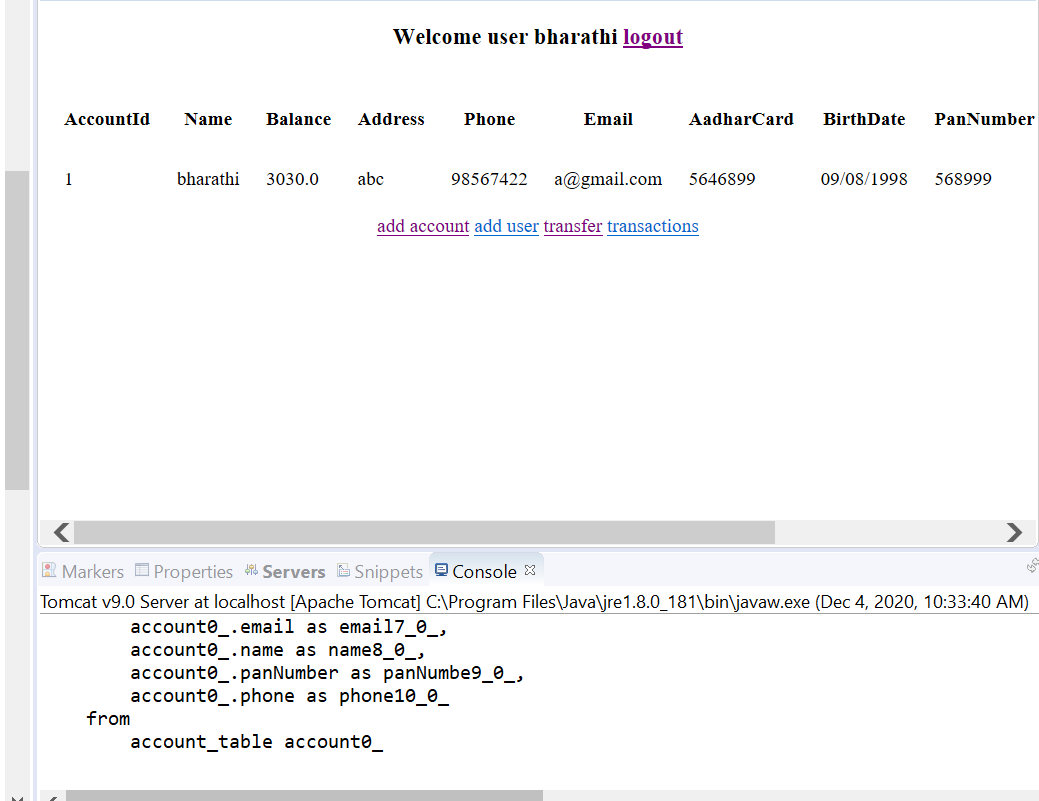 Welcome user bharathi logout
AccountId Name Balance Address Phone Email AadharCard BirthDate PanNumber
1 bharathi 3030.0 abc 98567422 a@gmail.com 5646899 09/08/1998 568999
add account add user transfer transactions
Markers Properties Servers Snippets Console
Tomcat v9.0 Server at localhost [Apache Tomcat] C:\Program Files\Java\jre1.8.0_181\bin\javaw.exe (Dec 4, 2020, 10:33:40 AM)
account0_.email as email7_0_,
account0_.name as name8_0_,
account0_.panNumber as panNumbe9_0_,
account0_.phone as phone10_0_
from
account_table account0_